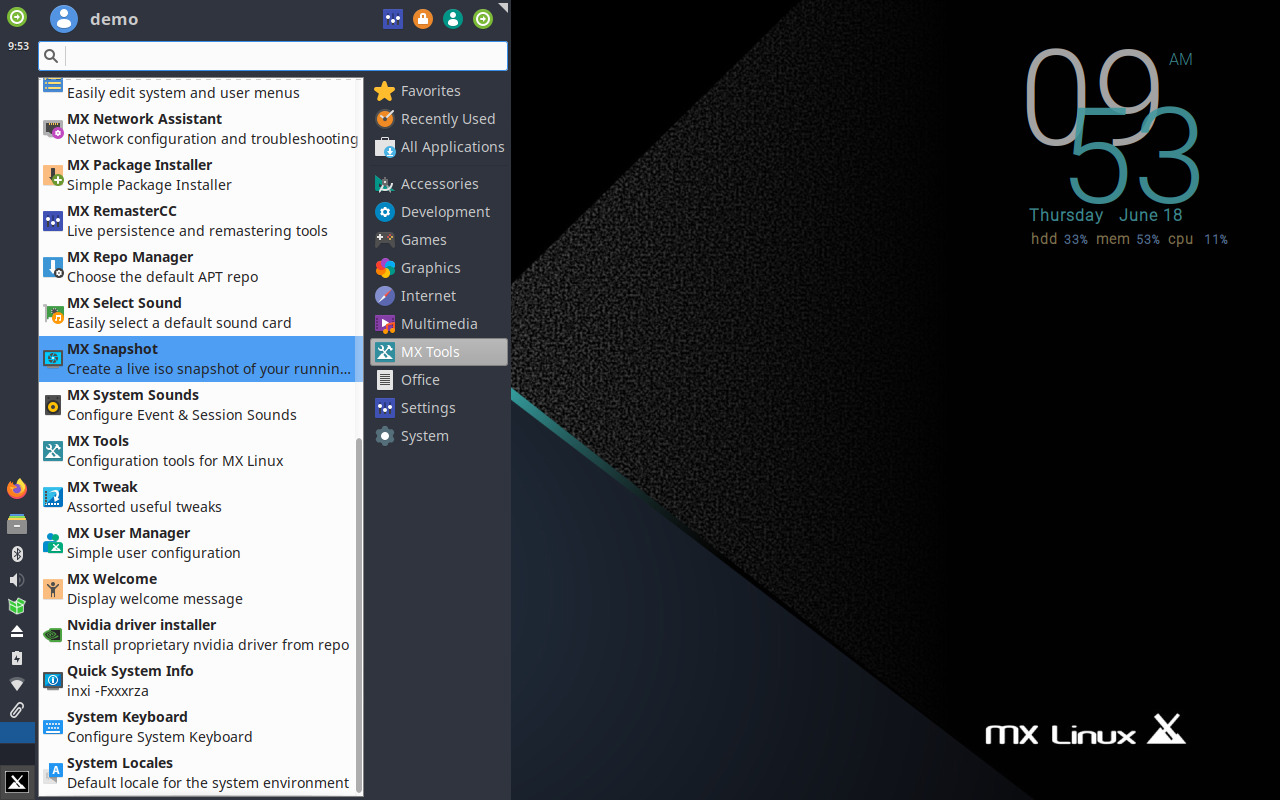 demo
9:53
Easily edit system and user menus
MX Network Assistant
Network configuration and troubleshooting
MX Package Installer
Simple Package Installer
MX RemasterCC
Live persistence and remastering tools
MX Repo Manager
Choose the default APT repo
MX Select Sound
Easily select a default sound card
MX Snapshot
Create a live iso snapshot of your runnin...
MX System Sounds
Configure Event & Session Sounds
MX Tools
Configuration tools for MX Linux
MX Tweak
Assorted useful tweaks
MX User Manager
Simple user configuration
MX Welcome
Display welcome message
Nvidia driver installer
Install proprietary nvidia driver from repo
Quick System Info
inxi -Fxxxrza
System Keyboard
Configure System Keyboard
System Locales
Default locale for the system environment
Favorites
Recently Used
All Applications
Accessories
Development
Games
Graphics
Internet
Multimedia
MX Tools
Office
Settings
System
09 AM
53
Thursday June 18
hdd 33% mem 53% cpu 11%
MX Linux